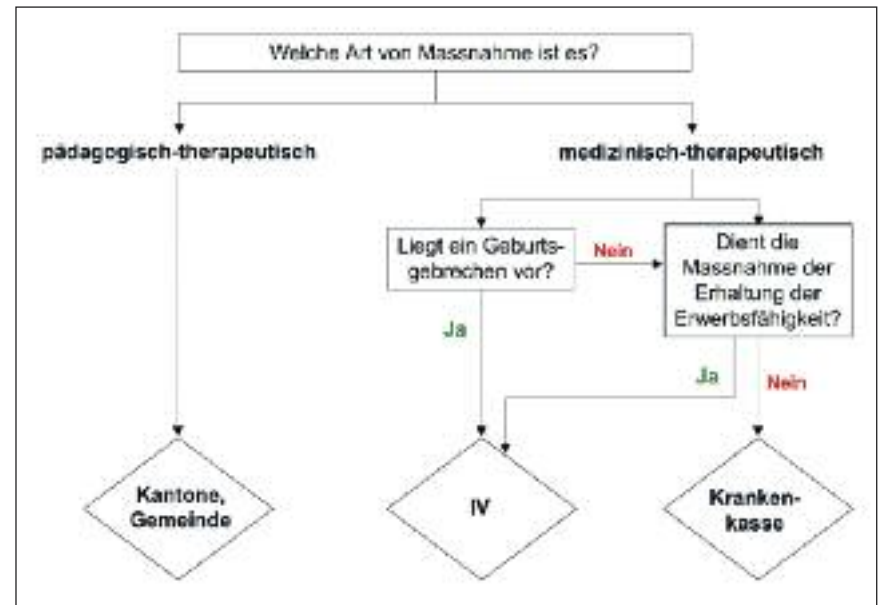 Welche Art von Massnahme ist es?
pädagogisch-therapeutisch
medizinisch-therapeutisch
Liegt ein Geburts-
gebrechen vor?
Nein
Dient die
Massnahme der
Erhaltung der
Erwerbsfähigkeit?
Ja
Ja
Nein
Kantone,
Gemeinde
IV
Kranken-
kasse